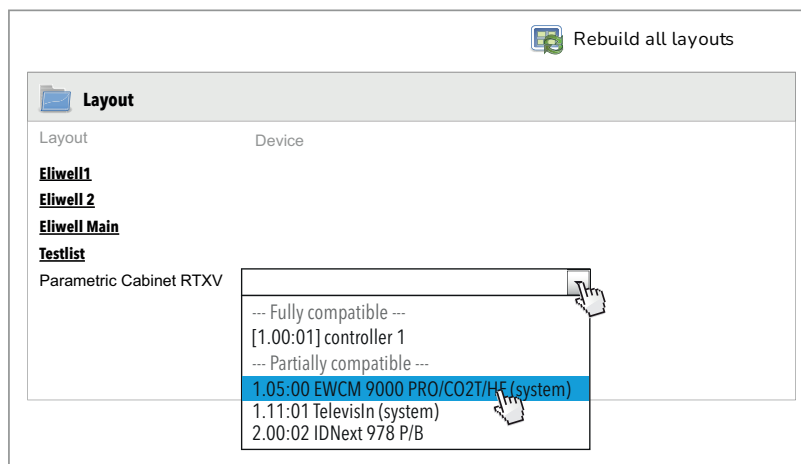 Rebuild all layouts
Layout
Layout Device
Eliwell1
Eliwell 2
Eliwell Main
Testlist
Parametric Cabinet RTXV
--- Fully compatible ---
[1.00:01] controller 1
--- Partially compatible ---
1.05:00 EWCM 9000 PRO/CO2T/HF (system)
1.11:01 TelevisIn (system)
2.00:02 IDNext 978 P/B